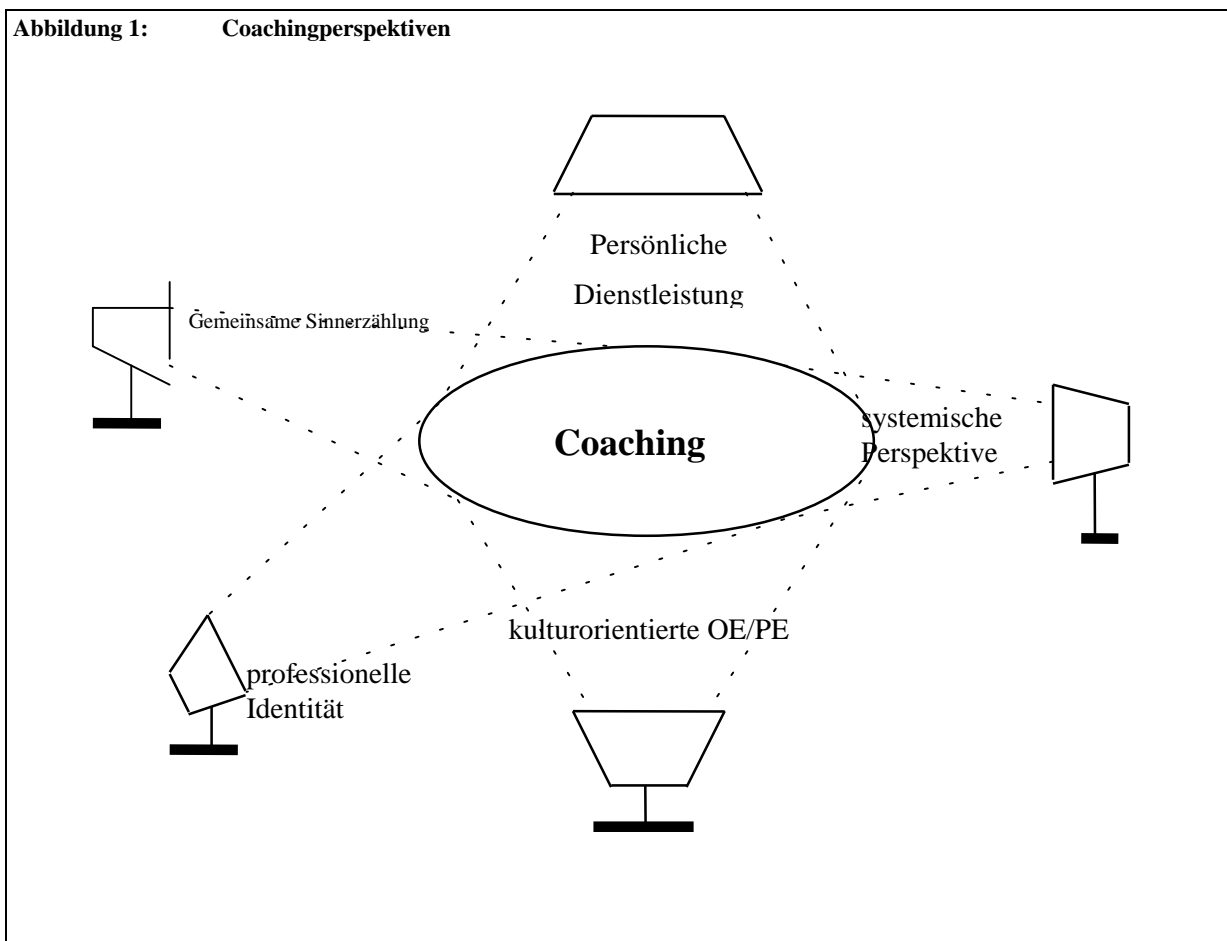 Abbildung 1: Coachingperspektiven
Persönliche
Dienstleistung
Gemeinsame Sinnerzählung
systemische
Perspektive
Coaching
kulturorientierte OE/PE
professionelle
Identität